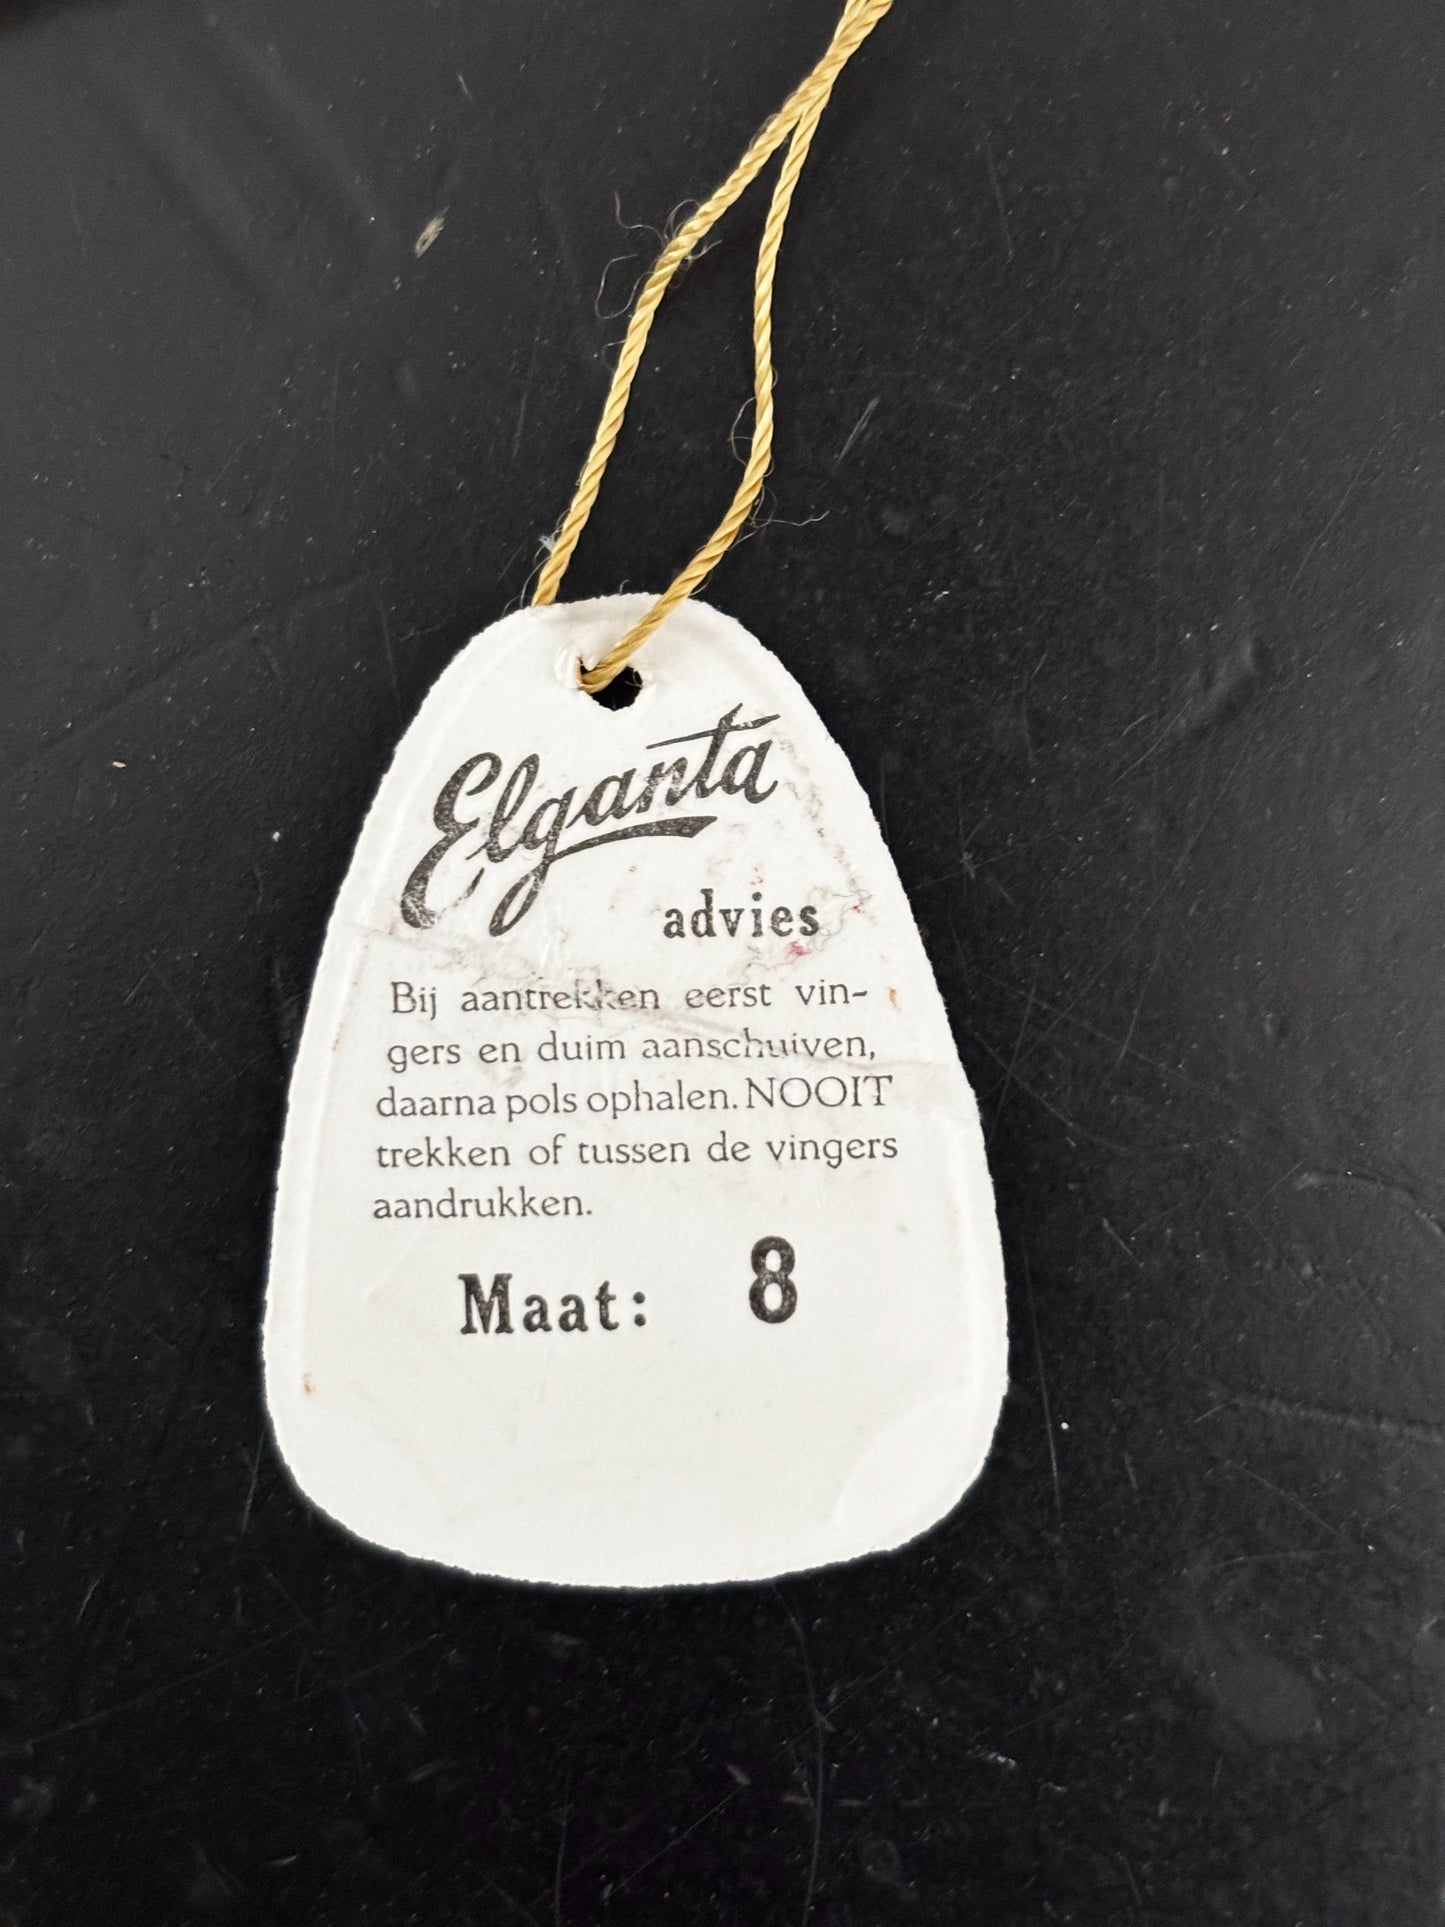 Elganta
advies
Bij aantrekken eerst vin-
gers en duim aanschuiven,
daarna pols ophalen. NOOIT
trekken of tussen de vingers
aandrukken.
Maat: 8